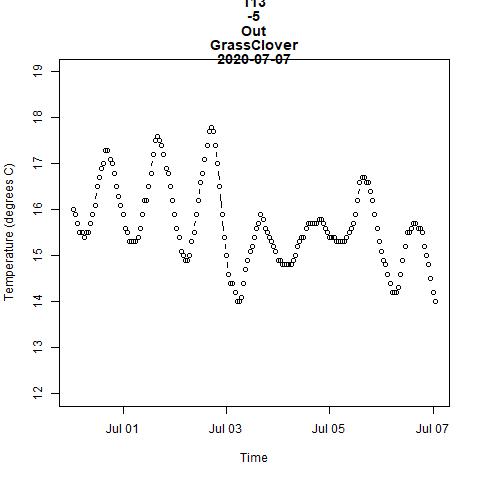 T13
-5
Out
GrassClover
2020-07-07
19
18
17
16
15
14
13
12
Temperature (degrees C)
Jul 01
Jul 03
Jul 05
Jul 07
Time